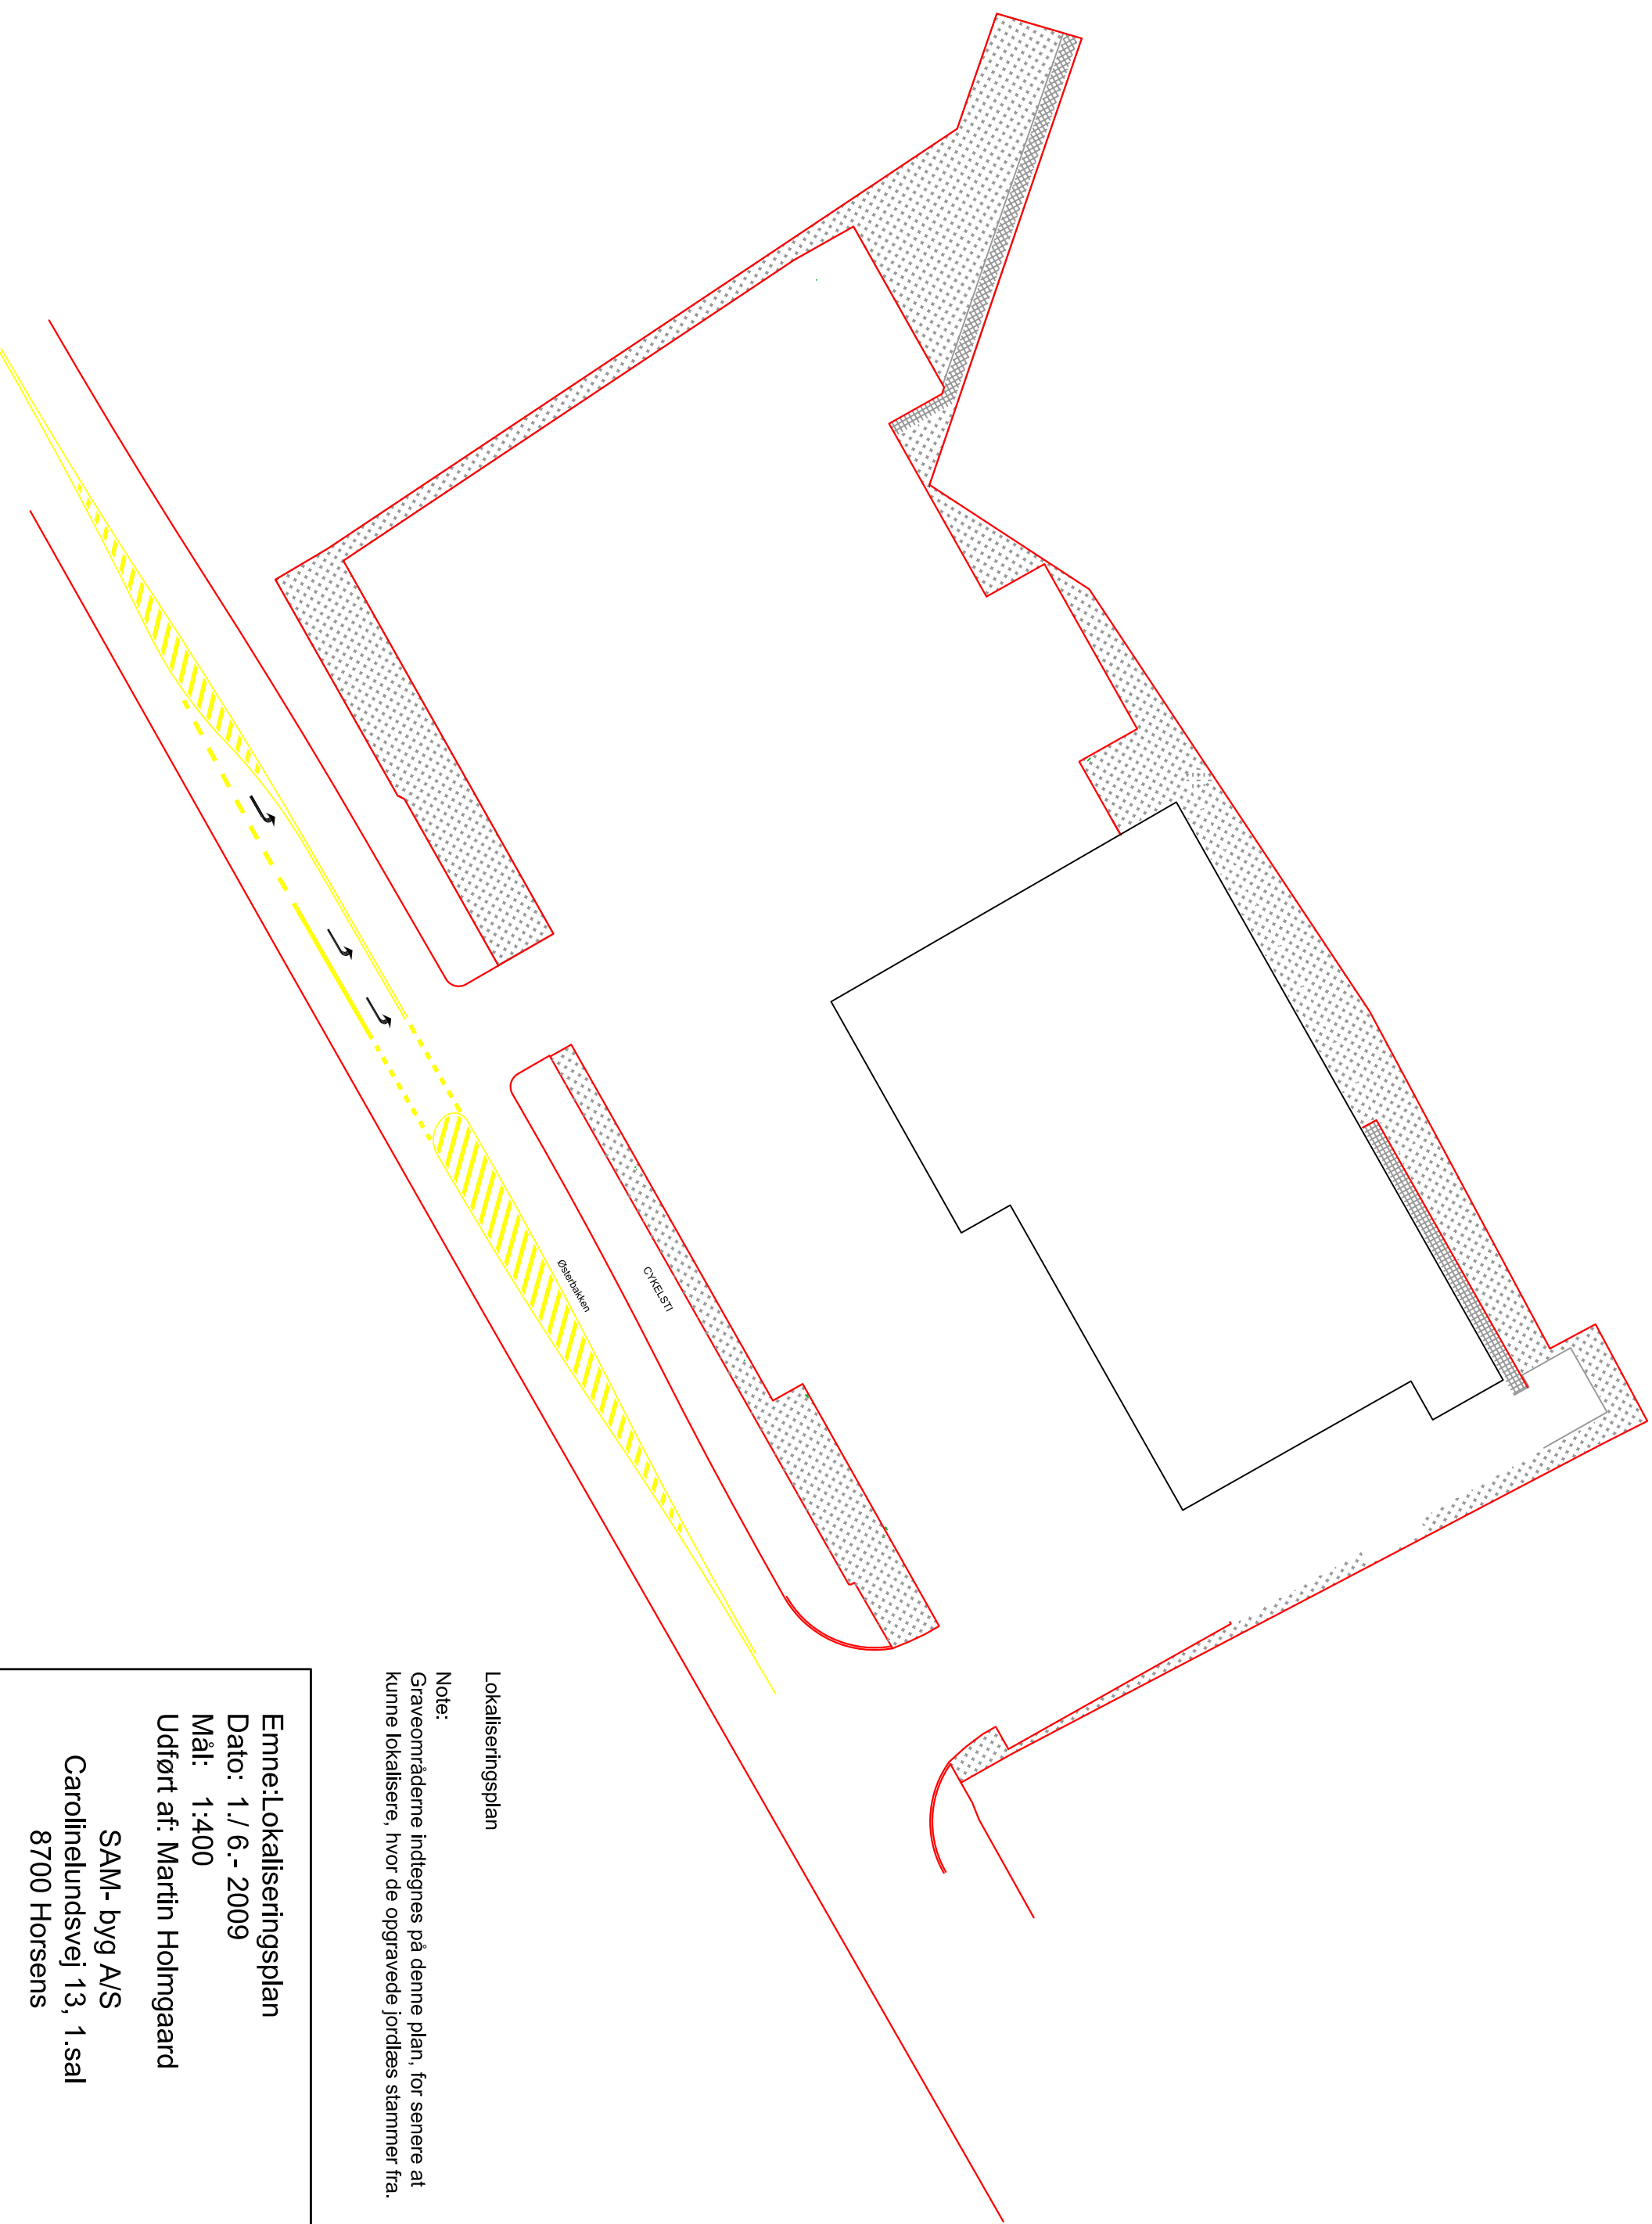 Østerbakken
CYKELSTI
Lokaliseringsplan
Note:
Graveområderne indtegnes på denne plan, for senere at
kunne lokalisere, hvor de opgravede jordlæs stammer fra.
Emne:Lokaliseringsplan
Dato: 1./ 6.- 2009
Mål: 1:400
Udført af: Martin Holmgaard
SAM- byg A/S
Carolinelundsvej 13, 1.sal
8700 Horsens